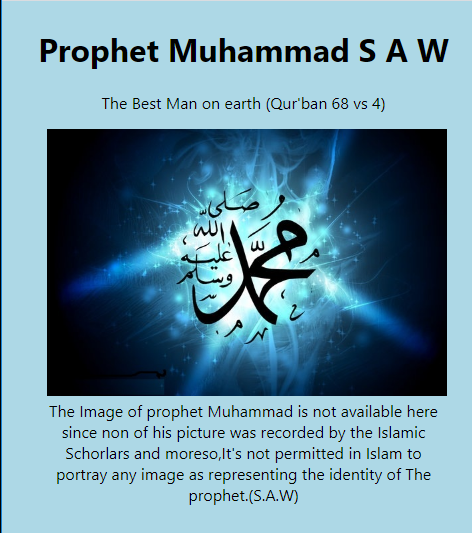 Prophet Muhammad S A W
The Best Man on earth (Qur'ban 68 vs 4)
صلى
الله
عليه
وسلم
محمد
The Image of prophet Muhammad is not available here
since non of his picture was recorded by the Islamic
Schorlars and moreso,It's not permitted in Islam to
portray any image as representing the identity of The
prophet.(S.A.W)